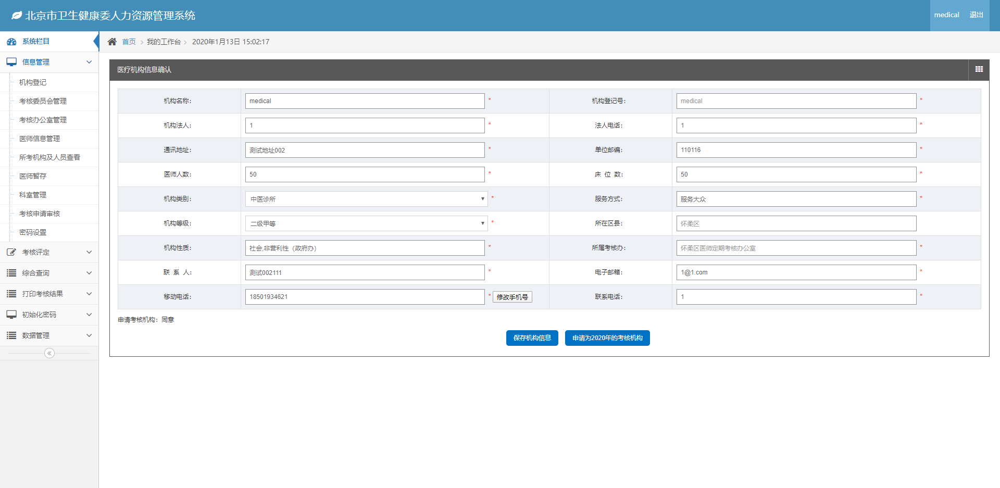 北京市卫生健康委人力资源管理系统
medical 退出
系统栏目
首页 我的工作台 2020年1月13日 15:02:17
信息管理
机构登记
考核委员会管理
考核办公室管理
医师信息管理
所考机构及人员查看
医师暂存
科室管理
考核申请审核
密码设置
考核评定
综合查询
打印考核结果
初始化密码
数据管理
医疗机构信息确认
机构名称: medical * 机构登记号: medical *
机构法人: 1 * 法人电话: 1 *
通讯地址: 测试地址002 * 单位邮编: 110116 *
医师人数: 50 * 床 位 数: 50 *
机构类别: 中医诊所 * 服务方式: 服务大众 *
机构等级: 二级甲等 * 所在区县: 怀柔区
机构性质: 社会,非营利性（政府办） * 所属考核办: 怀柔区医师定期考核办公室 *
联 系 人: 测试002111 * 电子邮箱: 1@1.com *
移动电话: 18501934621 * 修改手机号 联系电话: 1 *
申请考核机构: 同意
保存机构信息 申请为2020年的考核机构